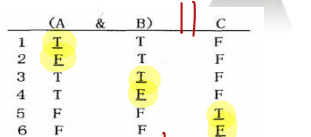 (A & B) || C
1 T T F
2 F T F
3 T T F
4 T F F
5 F F T
6 F F F